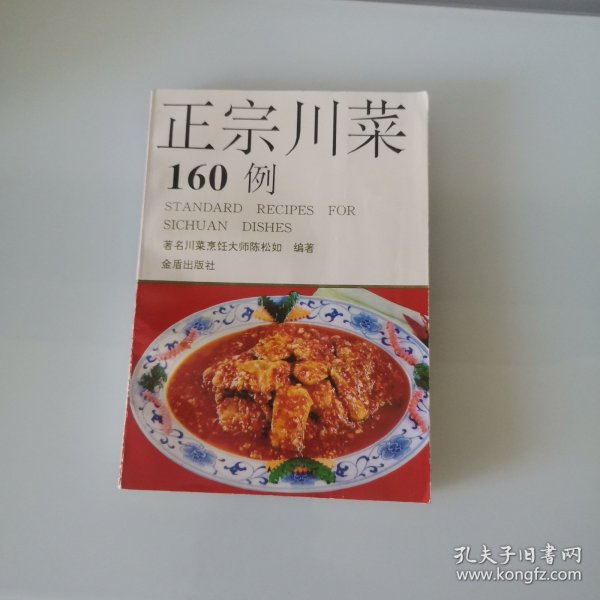 正宗川菜
160 例
STANDARD RECIPES FOR
SICHUAN DISHES
著名川菜烹饪大师陈松如 编著
金盾出版社
孔夫子旧书网
www.kongfz.com